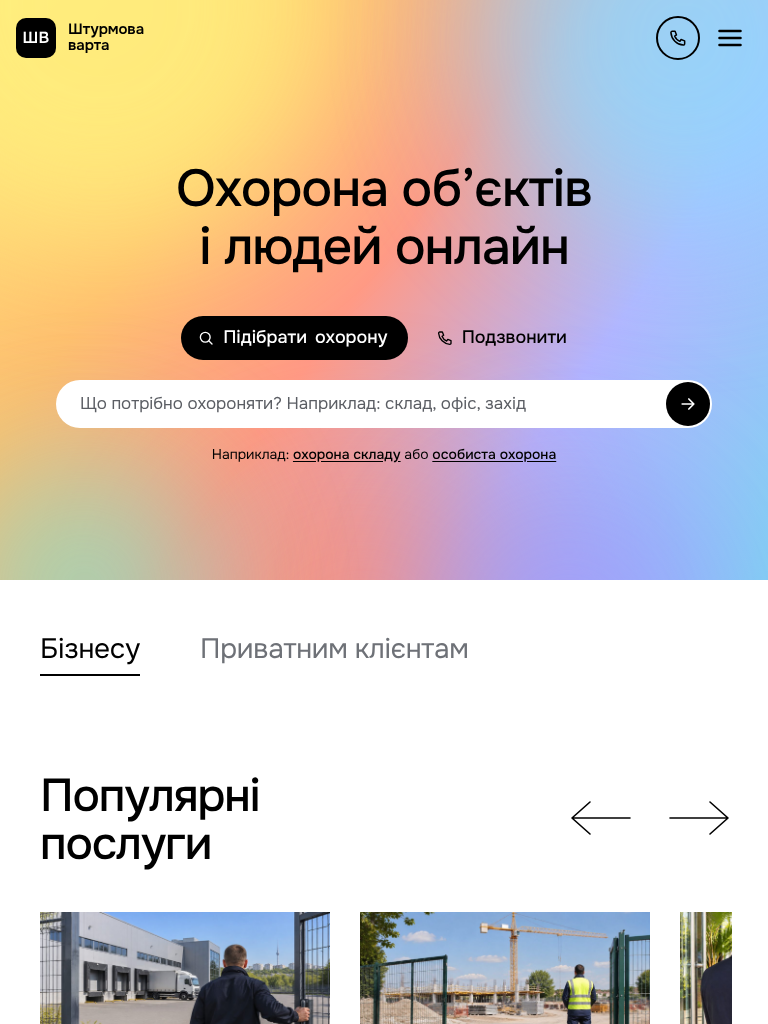 ШВ
Штурмова
варта
Охорона об’єктів
і людей онлайн
Підібрати охорону
Подзвонити
Що потрібно охороняти? Наприклад: склад, офіс, захід
Наприклад: охорона складу або особиста охорона
Бізнесу
Приватним клієнтам
Популярні
послуги